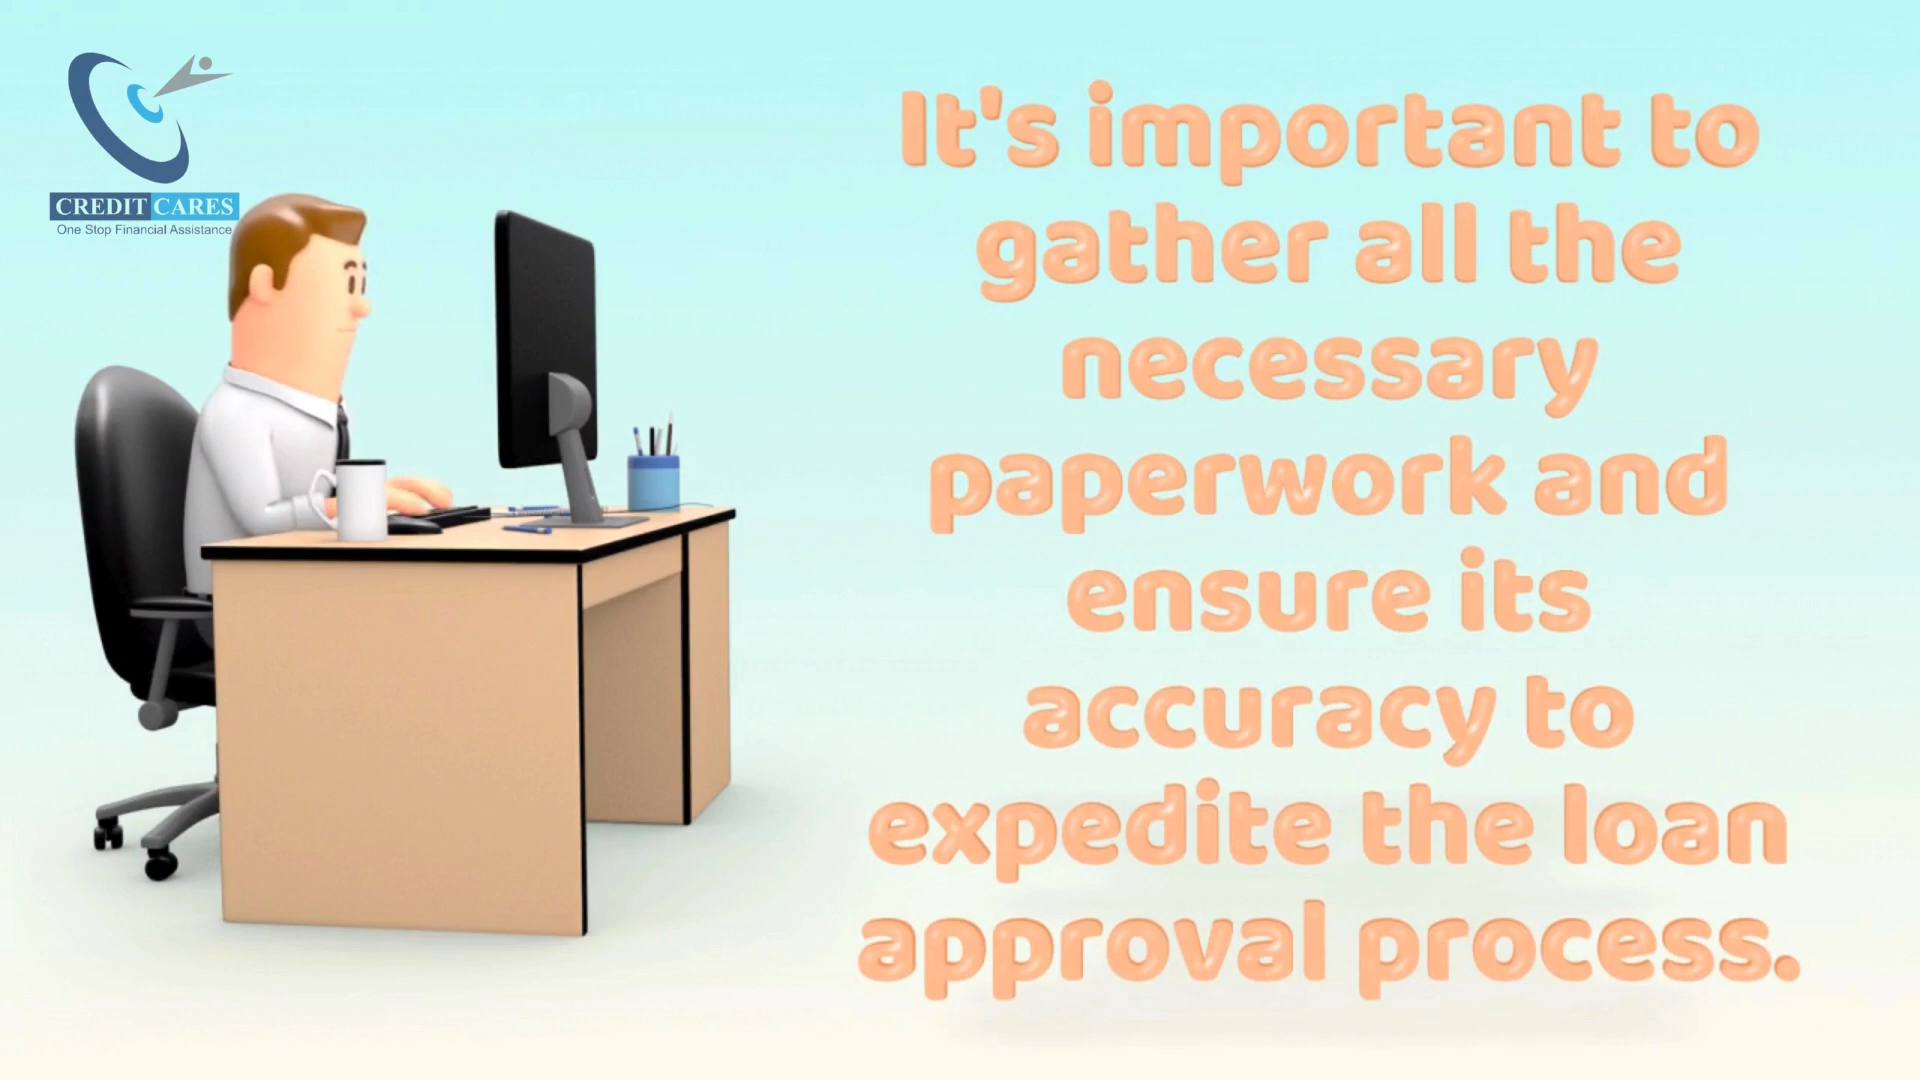 CREDIT CARES
One Stop Financial Assistance
It's important to
gather all the
necessary
paperwork and
ensure its
accuracy to
expedite the loan
approval process.